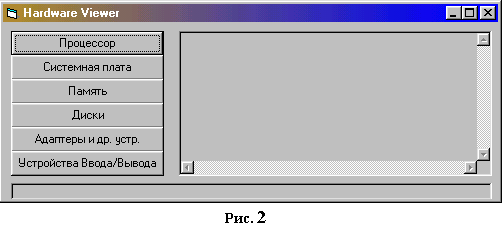 Hardware Viewer
Процессор
Системная плата
Память
Диски
Адаптеры и др. устр.
Устройства Ввода/Вывода
Рис. 2